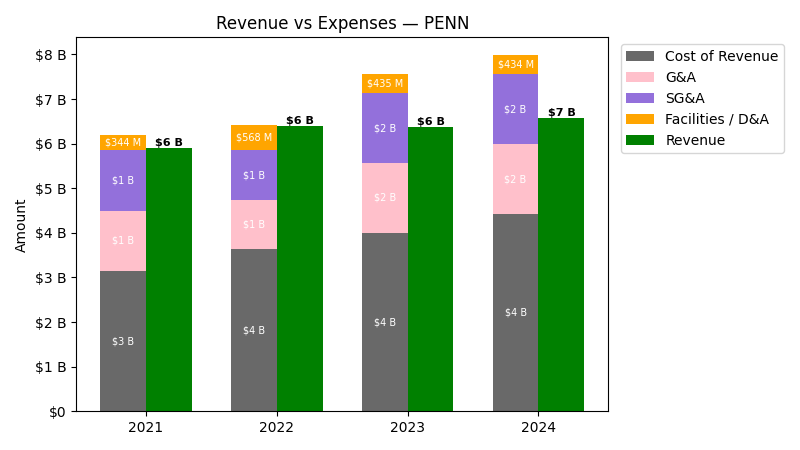 Revenue vs Expenses — PENN
$8 B
$7 B
$6 B
$5 B
$4 B
$3 B
$2 B
$1 B
$0
Amount
$344 M
$1 B
$1 B
$3 B
$6 B
$568 M
$1 B
$1 B
$4 B
$6 B
$435 M
$2 B
$2 B
$4 B
$6 B
$434 M
$2 B
$2 B
$4 B
$7 B
2021
2022
2023
2024
Cost of Revenue
G&A
SG&A
Facilities / D&A
Revenue